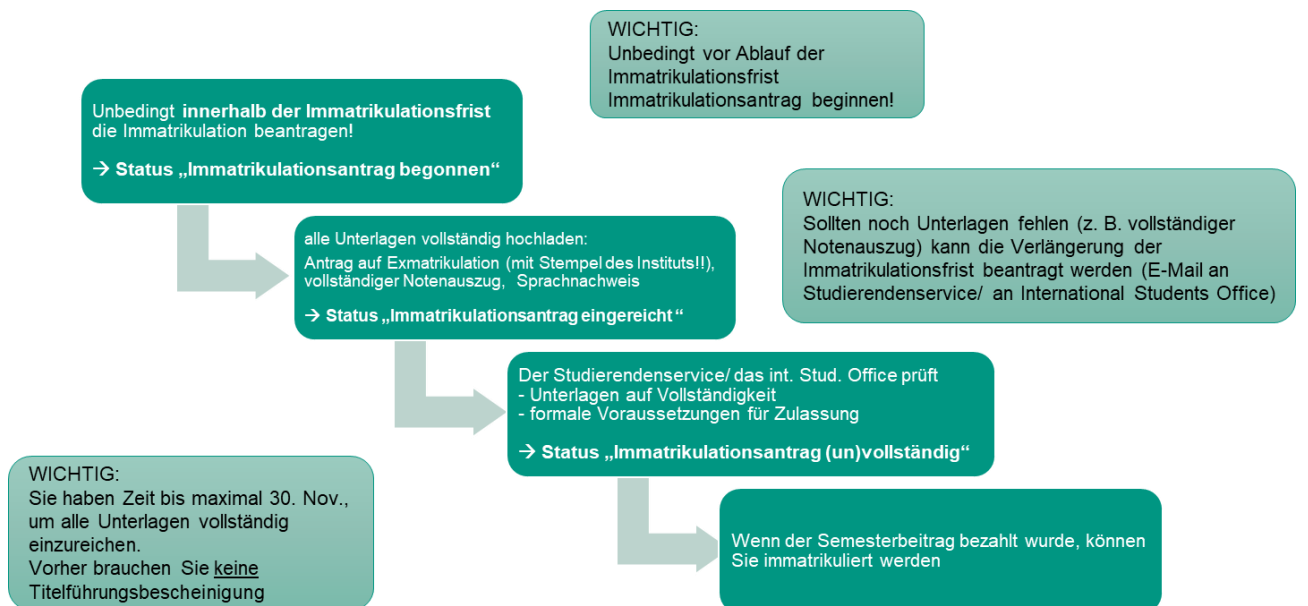 WICHTIG:
Unbedingt vor Ablauf der
Immatrikulationsfrist
Immatrikulationsantrag beginnen!
Unbedingt innerhalb der Immatrikulationsfrist
die Immatrikulation beantragen!
→ Status „Immatrikulationsantrag begonnen“
WICHTIG:
Sollten noch Unterlagen fehlen (z. B. vollständiger
Notenauszug) kann die Verlängerung der
Immatrikulationsfrist beantragt werden (E-Mail an
Studierendenservice/ an International Students Office)
alle Unterlagen vollständig hochladen:
Antrag auf Exmatrikulation (mit Stempel des Instituts!!),
vollständiger Notenauszug, Sprachnachweis
→ Status „Immatrikulationsantrag eingereicht“
Der Studierendenservice/ das int. Stud. Office prüft
- Unterlagen auf Vollständigkeit
- formale Voraussetzungen für Zulassung
→ Status „Immatrikulationsantrag (un)vollständig“
WICHTIG:
Sie haben Zeit bis maximal 30. Nov.,
um alle Unterlagen vollständig
einzureichen.
Vorher brauchen Sie keine
Titelführungsbescheinigung
Wenn der Semesterbeitrag bezahlt wurde, können
Sie immatrikuliert werden